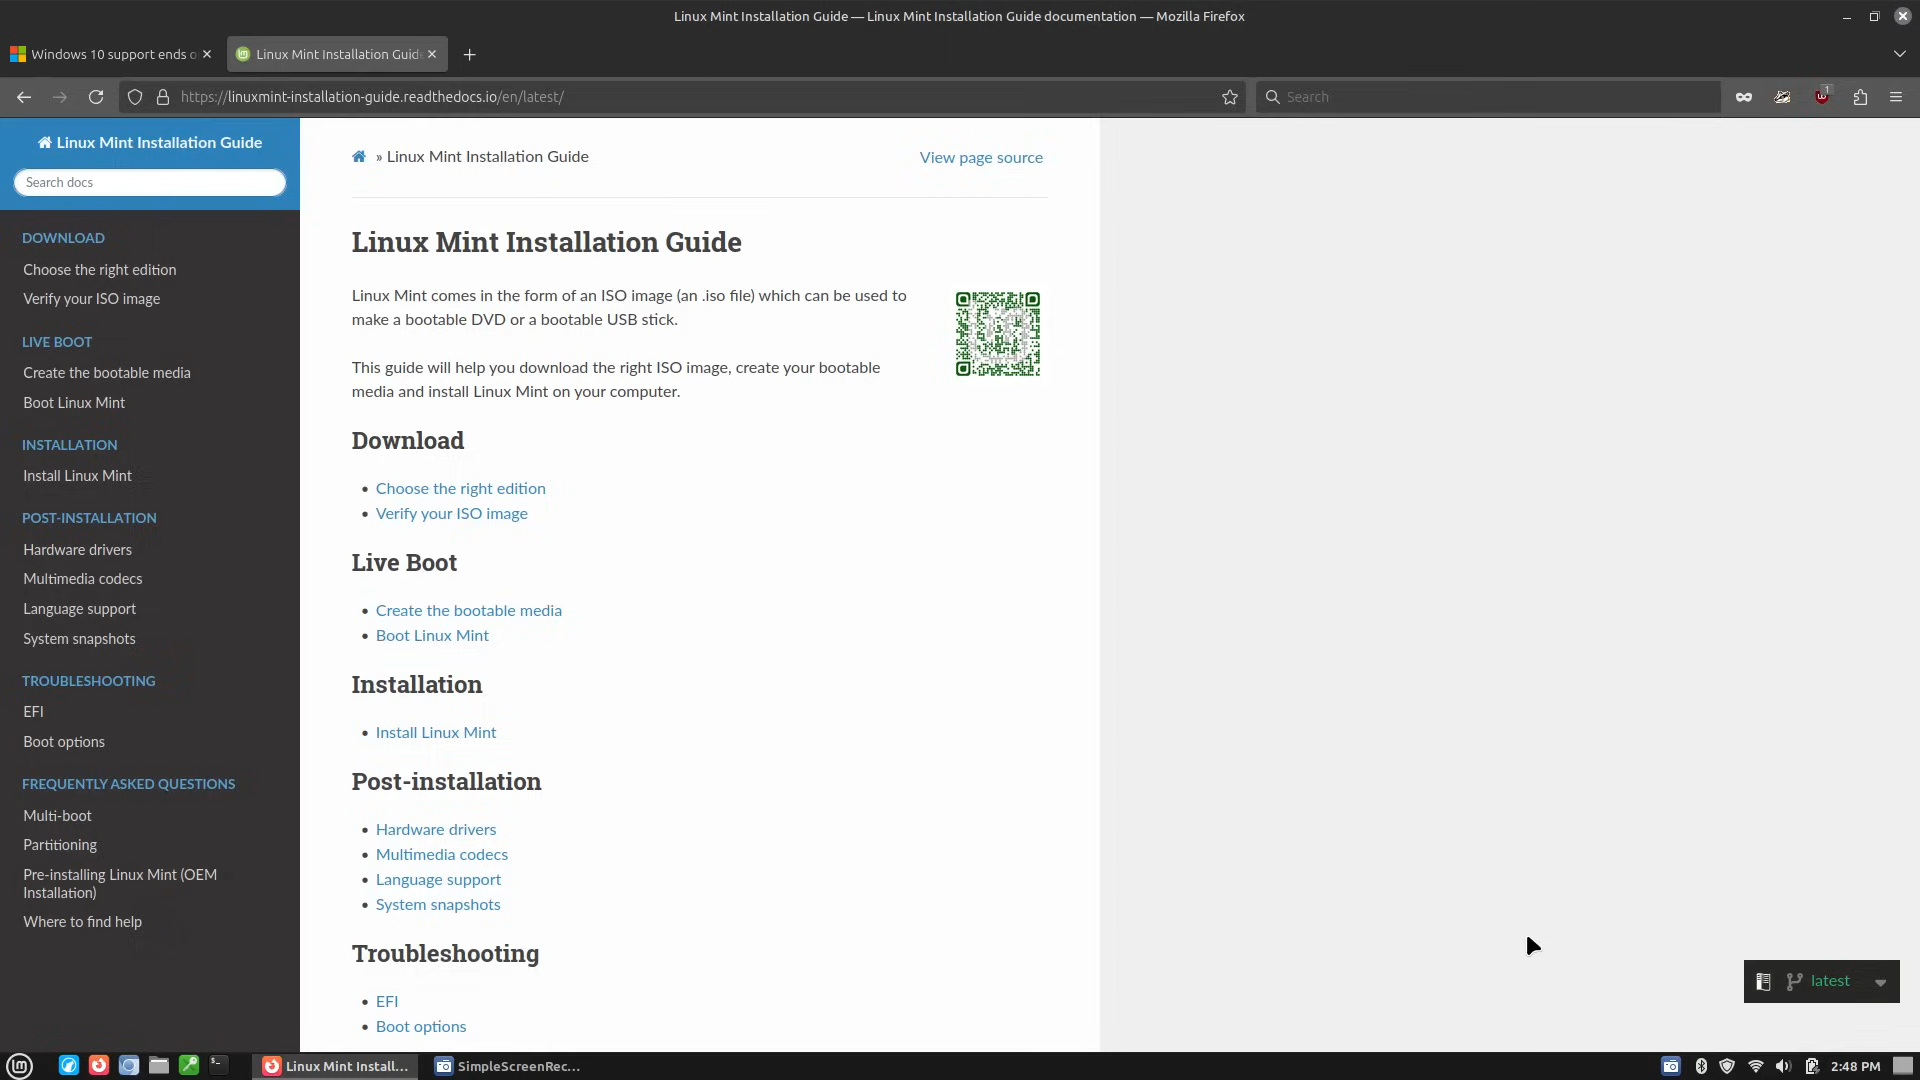 Linux Mint Installation Guide — Linux Mint Installation Guide documentation — Mozilla Firefox
Windows 10 support ends o
Linux Mint Installation Guide
https://linuxmint-installation-guide.readthedocs.io/en/latest/
Search
1
Linux Mint Installation Guide
Search docs
DOWNLOAD
Choose the right edition
Verify your ISO image
LIVE BOOT
Create the bootable media
Boot Linux Mint
INSTALLATION
Install Linux Mint
POST-INSTALLATION
Hardware drivers
Multimedia codecs
Language support
System snapshots
TROUBLESHOOTING
EFI
Boot options
FREQUENTLY ASKED QUESTIONS
Multi-boot
Partitioning
Pre-installing Linux Mint (OEM
Installation)
Where to find help
» Linux Mint Installation Guide
View page source
Linux Mint Installation Guide
Linux Mint comes in the form of an ISO image (an .iso file) which can be used to
make a bootable DVD or a bootable USB stick.
This guide will help you download the right ISO image, create your bootable
media and install Linux Mint on your computer.
Download
• Choose the right edition
• Verify your ISO image
Live Boot
• Create the bootable media
• Boot Linux Mint
Installation
• Install Linux Mint
Post-installation
• Hardware drivers
• Multimedia codecs
• Language support
• System snapshots
Troubleshooting
• EFI
• Boot options
latest
Linux Mint Install...
SimpleScreenRec...
2:48 PM